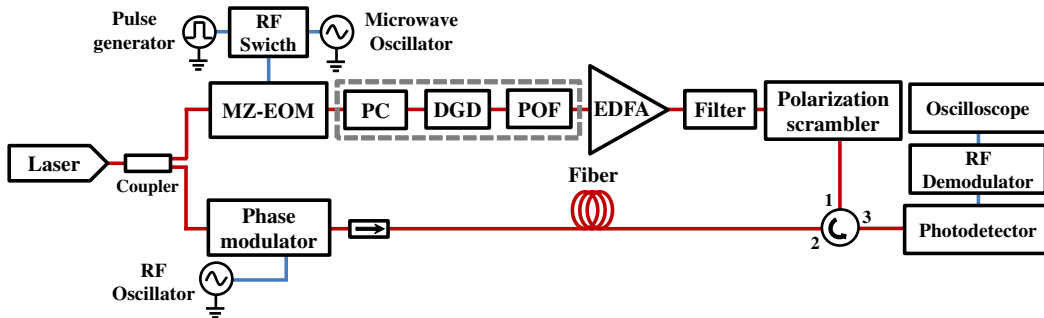 Pulse
generator
RF
Swicth
Microwave
Oscillator
MZ-EOM
PC
DGD
POF
EDFA
Filter
Polarization
scrambler
Oscilloscope
RF
Demodulator
Laser
Coupler
Fiber
1
2
3
Photodetector
Phase
modulator
RF
Oscillator